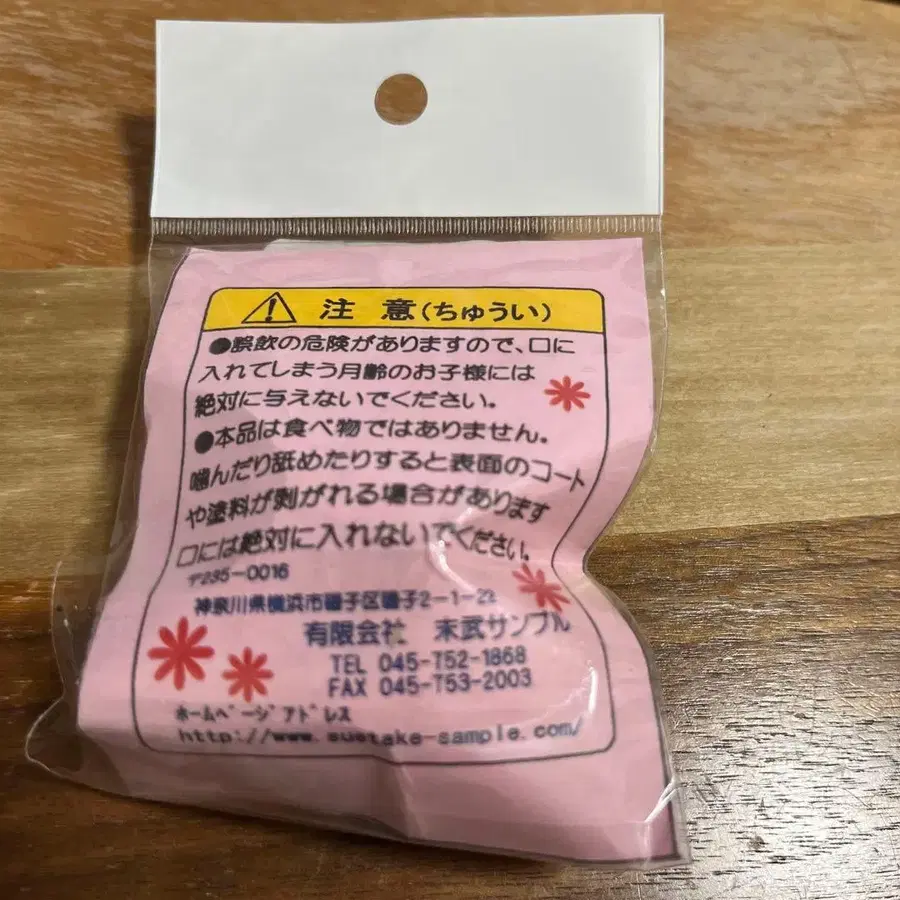 注意(ちゅうい)
●誤飲の危険がありますので、口に
入れてしまう月齢のお子様には
絶対に与えないでください。
●本品は食べ物ではありません。
噛んだり舐めたりすると表面のコート
や塗料が剥がれる場合があります
口には絶対に入れないでください。
〒235-0016
神奈川県横浜市磯子区磯子2-1-22
有限会社 末武サンプル
TEL 045-752-1868
FAX 045-753-2003
ホームページアドレス
http://www.suetake-sample.com/